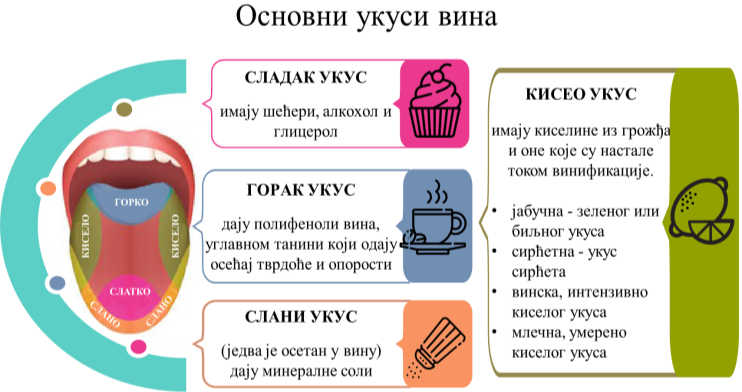 Основни укуси вина
ГОРКО
КИСЕЛО
КИСЕЛО
СЛАТКО
СЛАНО
СЛАНО
СЛАДАК УКУС
имају шећери, алкохол и
глицерол
ГОРАК УКУС
дају полифеноли вина,
углавном танини који одају
осећај тврдоће и опорости
СЛАНИ УКУС
(једва је осетан у вину)
дају минералне соли
КИСЕО УКУС
имају киселине из грожђа
и оне које су настале
током винификације.
• јабучна - зеленог или
биљног укуса
• сирћетна - укус
сирћета
• винска, интензивно
киселог укуса
• млечна, умерено
киселог укуса